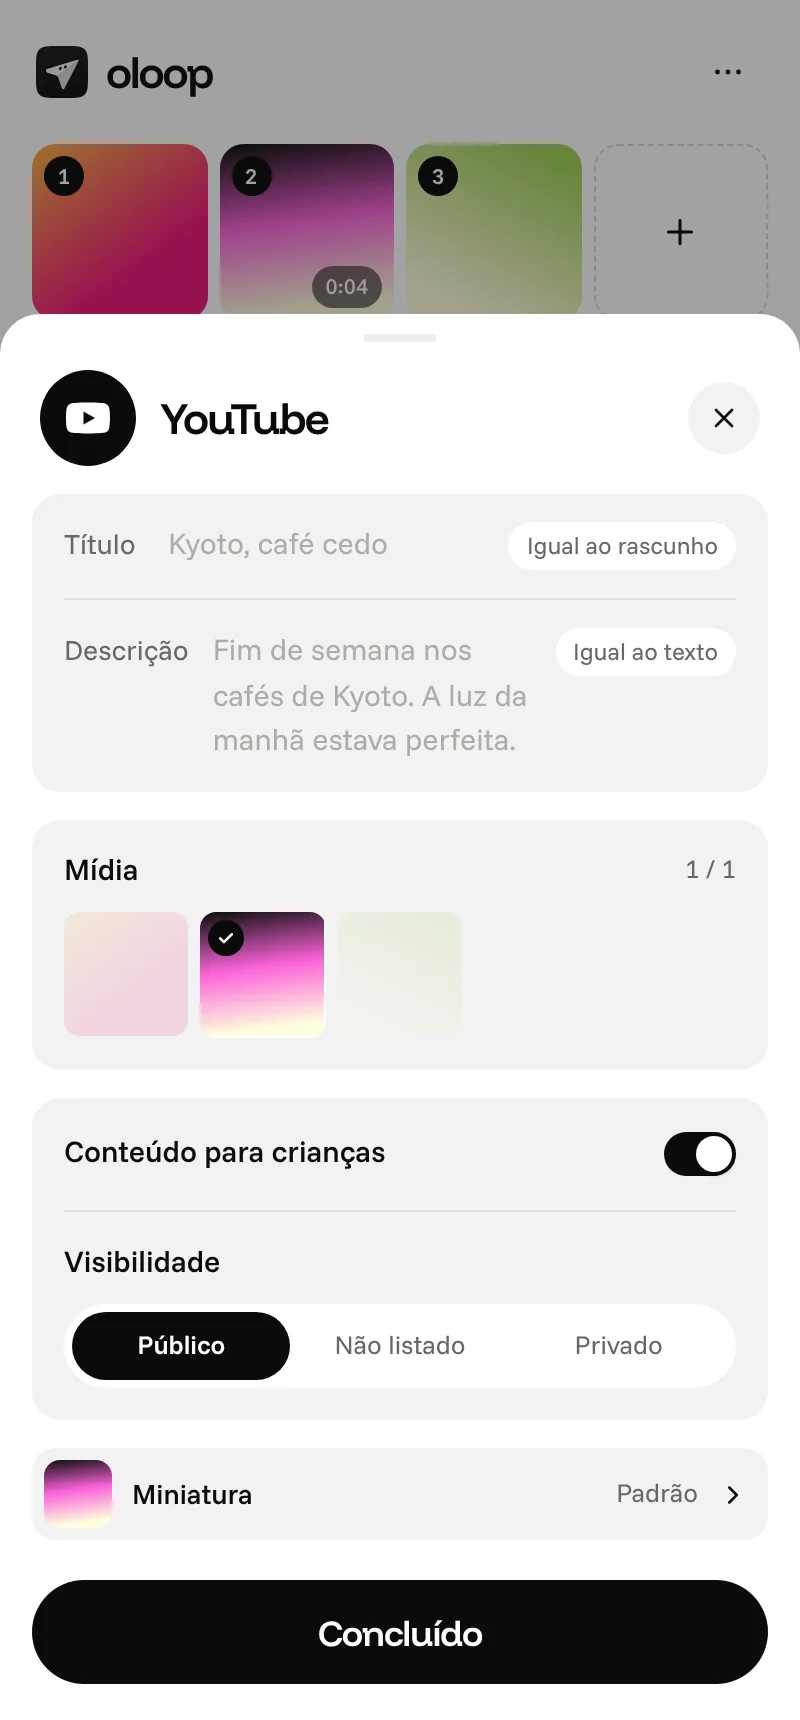 oloop
1
2
3
0:04
YouTube
Título Kyoto, café cedo Igual ao rascunho
Descrição Fim de semana nos Igual ao texto
cafés de Kyoto. A luz da
manhã estava perfeita.
Mídia 1 / 1
Conteúdo para crianças
Visibilidade
Público Não listado Privado
Miniatura Padrão
Concluído